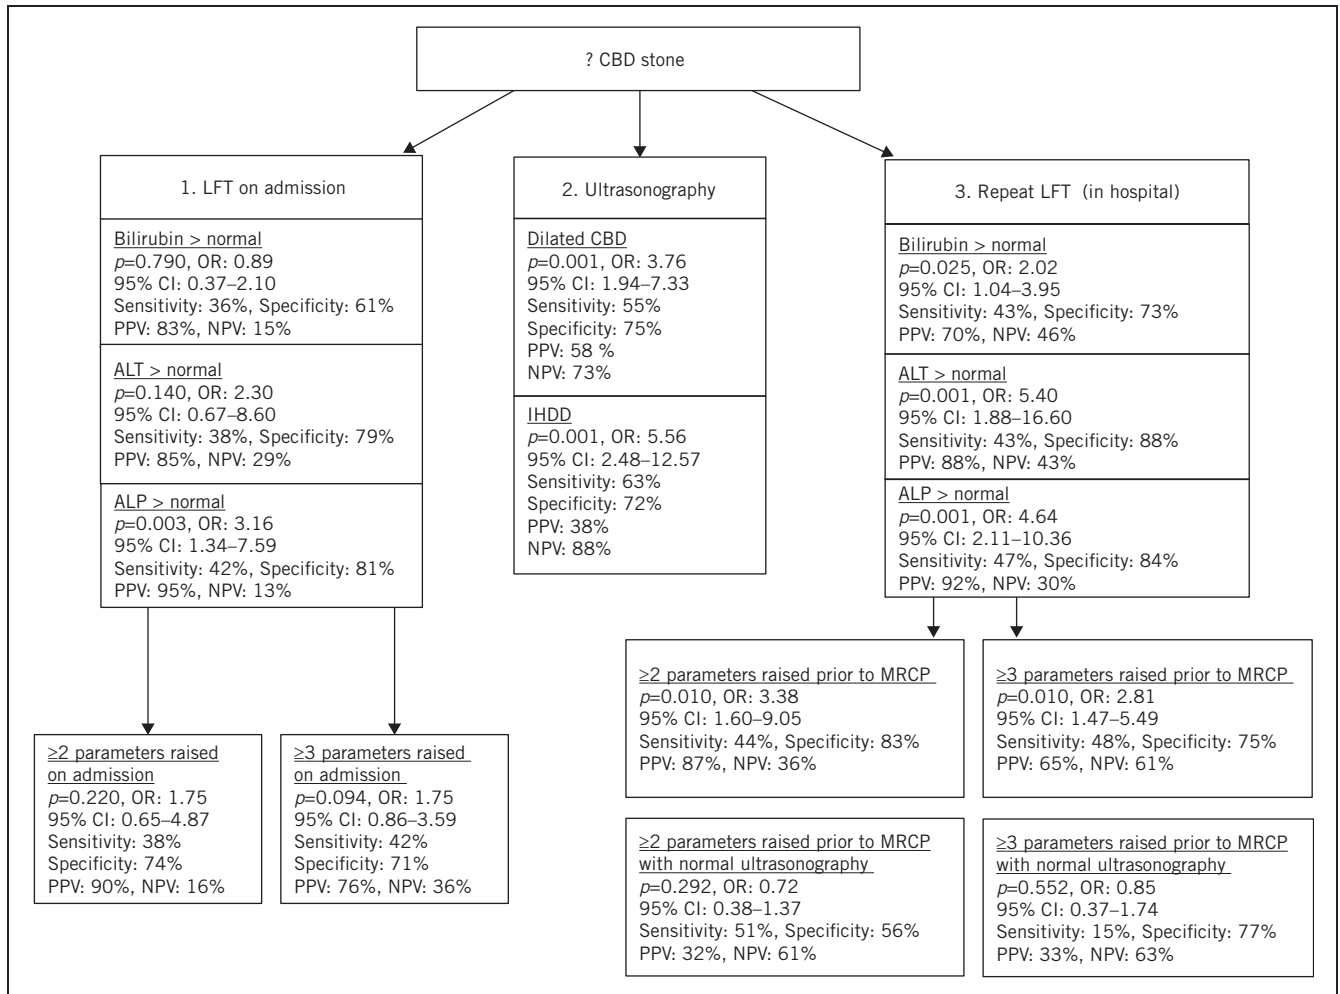 ? CBD stone
1. LFT on admission
Bilirubin > normal
p=0.790, OR: 0.89
95% CI: 0.37–2.10
Sensitivity: 36%, Specificity: 61%
PPV: 83%, NPV: 15%
ALT > normal
p=0.140, OR: 2.30
95% CI: 0.67–8.60
Sensitivity: 38%, Specificity: 79%
PPV: 85%, NPV: 29%
ALP > normal
p=0.003, OR: 3.16
95% CI: 1.34–7.59
Sensitivity: 42%, Specificity: 81%
PPV: 95%, NPV: 13%
≥2 parameters raised
on admission
p=0.220, OR: 1.75
95% CI: 0.65–4.87
Sensitivity: 38%
Specificity: 74%
PPV: 90%, NPV: 16%
≥3 parameters raised
on admission
p=0.094, OR: 1.75
95% CI: 0.86–3.59
Sensitivity: 42%
Specificity: 71%
PPV: 76%, NPV: 36%
2. Ultrasonography
Dilated CBD
p=0.001, OR: 3.76
95% CI: 1.94–7.33
Sensitivity: 55%
Specificity: 75%
PPV: 58 %
NPV: 73%
IHDD
p=0.001, OR: 5.56
95% CI: 2.48–12.57
Sensitivity: 63%
Specificity: 72%
PPV: 38%
NPV: 88%
3. Repeat LFT (in hospital)
Bilirubin > normal
p=0.025, OR: 2.02
95% CI: 1.04–3.95
Sensitivity: 43%, Specificity: 73%
PPV: 70%, NPV: 46%
ALT > normal
p=0.001, OR: 5.40
95% CI: 1.88–16.60
Sensitivity: 43%, Specificity: 88%
PPV: 88%, NPV: 43%
ALP > normal
p=0.001, OR: 4.64
95% CI: 2.11–10.36
Sensitivity: 47%, Specificity: 84%
PPV: 92%, NPV: 30%
≥2 parameters raised prior to MRCP
p=0.010, OR: 3.38
95% CI: 1.60–9.05
Sensitivity: 44%, Specificity: 83%
PPV: 87%, NPV: 36%
≥3 parameters raised prior to MRCP
p=0.010, OR: 2.81
95% CI: 1.47–5.49
Sensitivity: 48%, Specificity: 75%
PPV: 65%, NPV: 61%
≥2 parameters raised prior to MRCP
with normal ultrasonography
p=0.292, OR: 0.72
95% CI: 0.38–1.37
Sensitivity: 51%, Specificity: 56%
PPV: 32%, NPV: 61%
≥3 parameters raised prior to MRCP
with normal ultrasonography
p=0.552, OR: 0.85
95% CI: 0.37–1.74
Sensitivity: 15%, Specificity: 77%
PPV: 33%, NPV: 63%